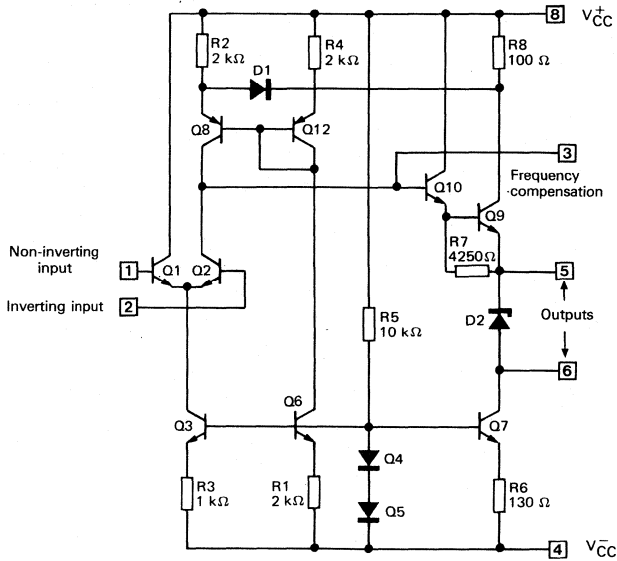 8 V⁺CC
R2
2 kΩ
R4
2 kΩ
R8
100 Ω
D1
Q8
Q12
3
Frequency
compensation
Q10
Q9
R7
4250Ω
Non-inverting
input
1
Q1
Q2
5
Inverting input
2
R5
10 kΩ
D2
Outputs
6
Q6
Q3
Q7
Q4
R3
1 kΩ
R1
2 kΩ
Q5
R6
130 Ω
4 V⁻CC